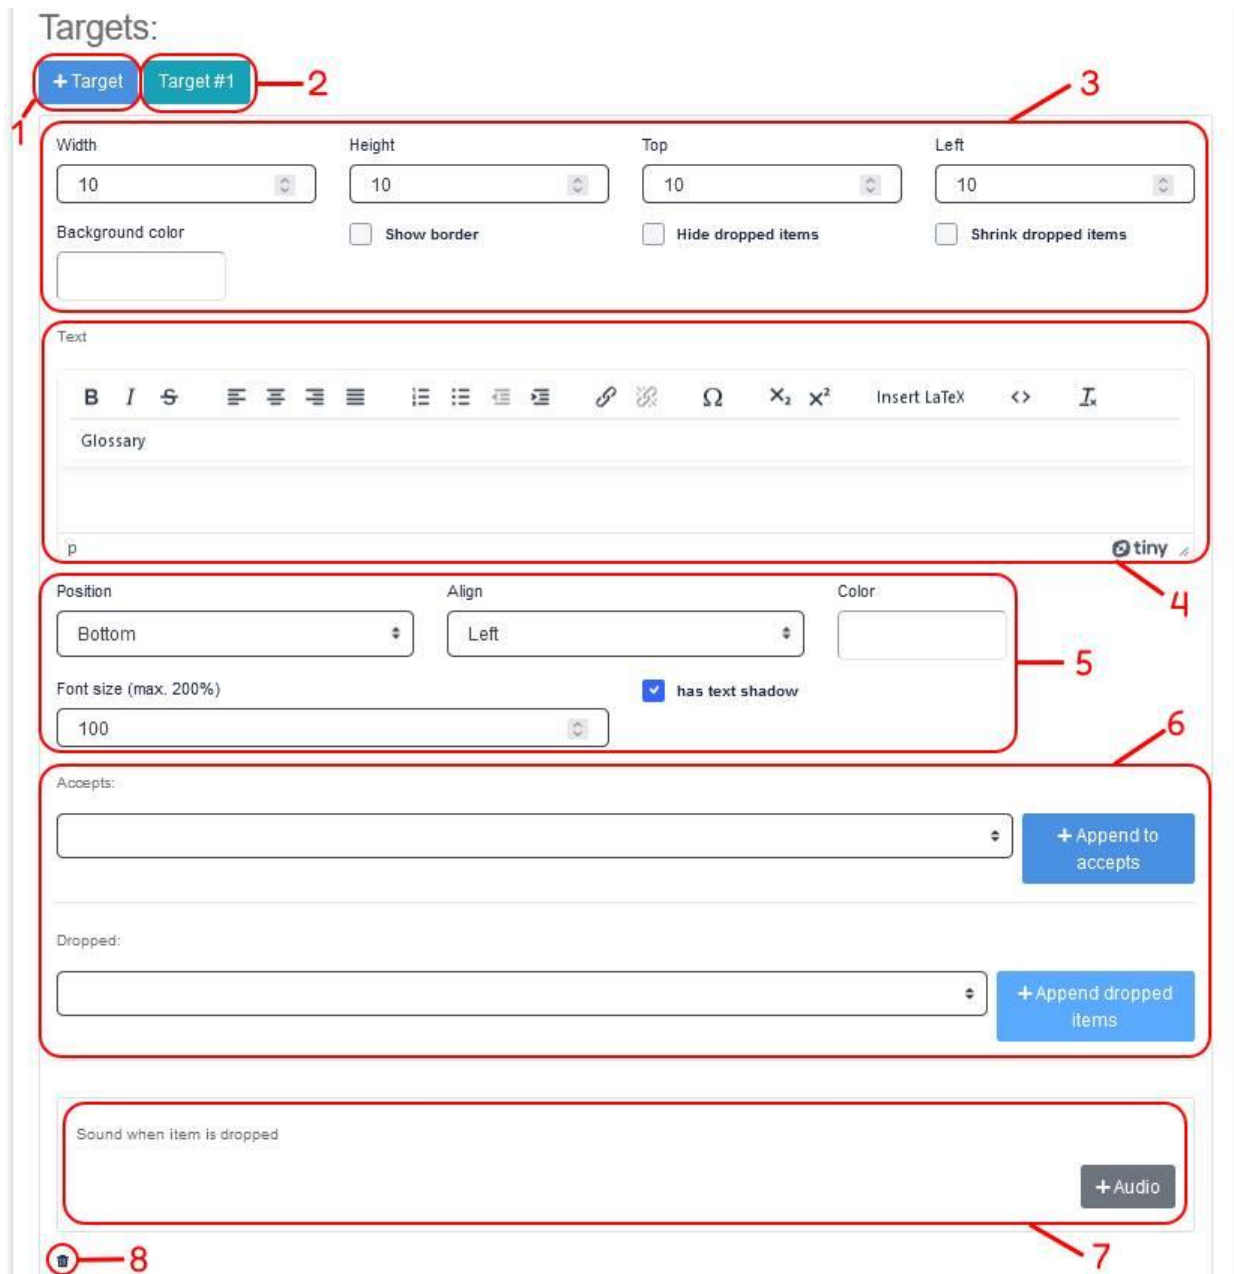 Targets:
+ Target Target #1 2 3
1
Width Height Top Left
10 10 10 10
Background color Show border Hide dropped items Shrink dropped items
Text
B I S Ω X₂ X² Insert LaTeX <> Ix
Glossary
p tiny
4
Position Align Color
Bottom Left
5
Font size (max. 200%) has text shadow
100
6
Accepts:
+ Append to
accepts
Dropped:
+ Append dropped
items
Sound when item is dropped
+ Audio
7
8